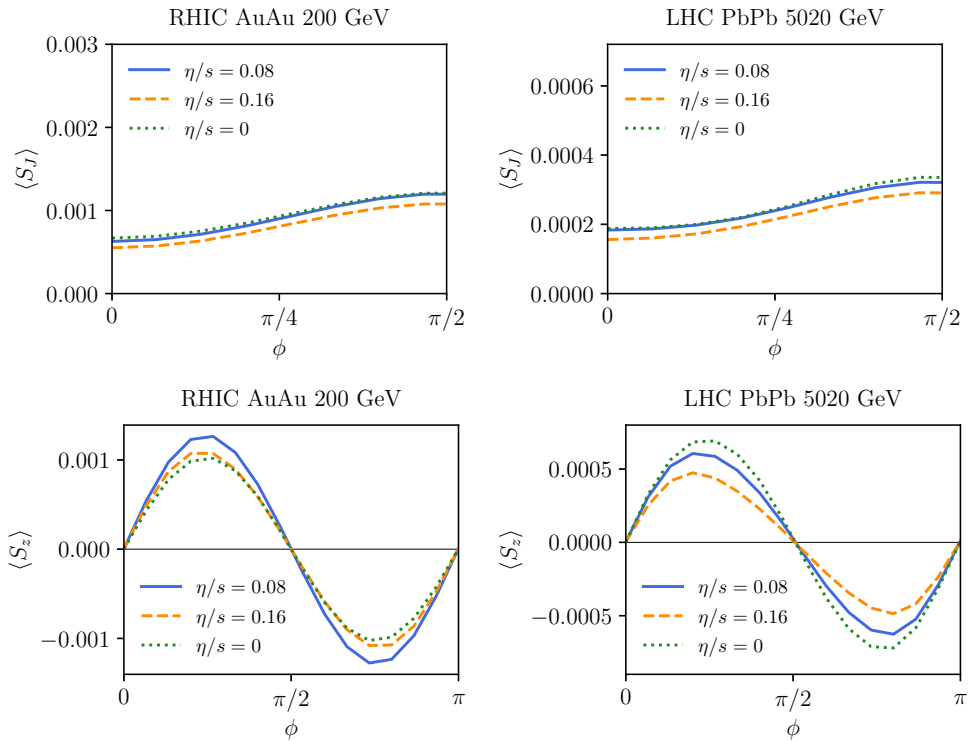 RHIC AuAu 200 GeV
0.003
0.002
0.001
0.000
⟨S_J⟩
η/s = 0.08
η/s = 0.16
η/s = 0
0
π/4
π/2
ϕ
LHC PbPb 5020 GeV
0.0006
0.0004
0.0002
0.0000
⟨S_J⟩
η/s = 0.08
η/s = 0.16
η/s = 0
0
π/4
π/2
ϕ
RHIC AuAu 200 GeV
0.001
0.000
−0.001
⟨S_z⟩
η/s = 0.08
η/s = 0.16
η/s = 0
0
π/2
π
ϕ
LHC PbPb 5020 GeV
0.0005
0.0000
−0.0005
⟨S_z⟩
η/s = 0.08
η/s = 0.16
η/s = 0
0
π/2
π
ϕ